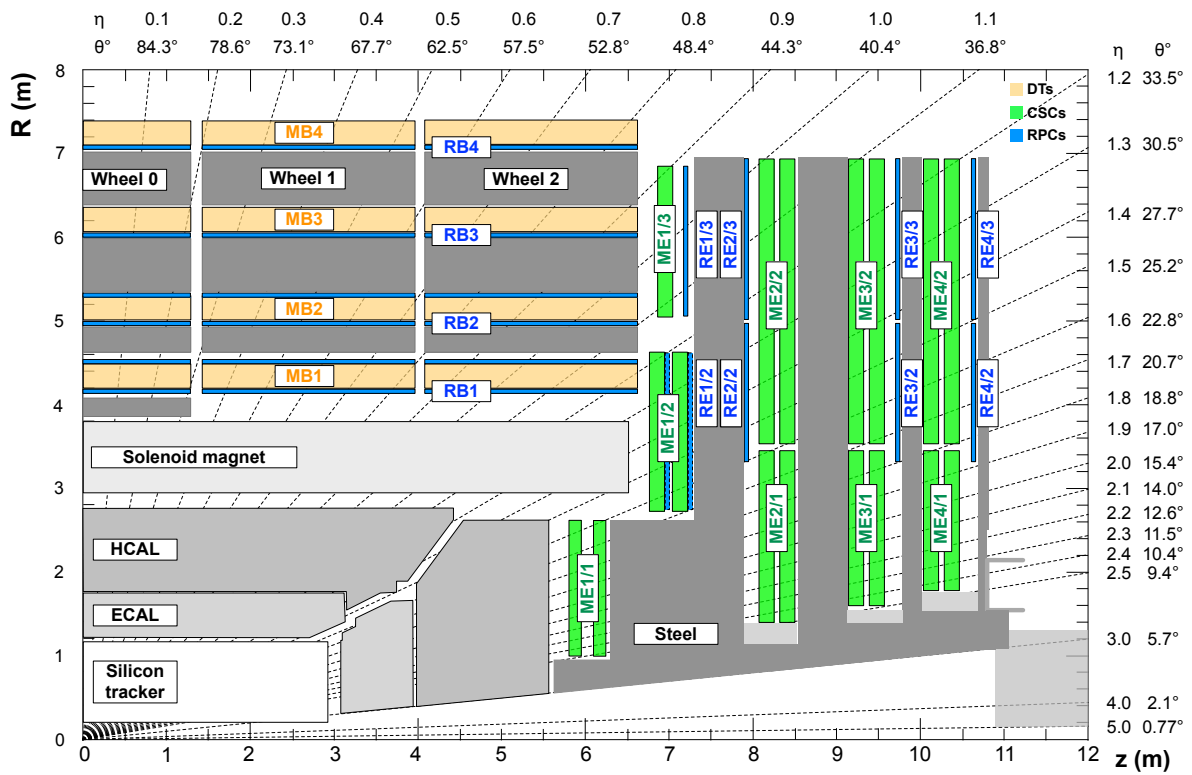 η 0.1 0.2 0.3 0.4 0.5 0.6 0.7 0.8 0.9 1.0 1.1
θ° 84.3° 78.6° 73.1° 67.7° 62.5° 57.5° 52.8° 48.4° 44.3° 40.4° 36.8° η θ°
R (m)
8
7
6
5
4
3
2
1
0
1.2 33.5°
1.3 30.5°
1.4 27.7°
1.5 25.2°
1.6 22.8°
1.7 20.7°
1.8 18.8°
1.9 17.0°
2.0 15.4°
2.1 14.0°
2.2 12.6°
2.3 11.5°
2.4 10.4°
2.5 9.4°
3.0 5.7°
4.0 2.1°
5.0 0.77°
DTs
CSCs
RPCs
MB4
RB4
Wheel 0
Wheel 1
Wheel 2
MB3
RB3
MB2
RB2
MB1
RB1
ME1/3
RE1/3
RE2/3
ME2/2
ME3/2
RE3/3
ME4/2
RE4/3
ME1/2
RE1/2
RE2/2
RE3/2
RE4/2
Solenoid magnet
ME2/1
ME3/1
ME4/1
HCAL
ME1/1
ECAL
Steel
Silicon
tracker
0 1 2 3 4 5 6 7 8 9 10 11 12
z (m)